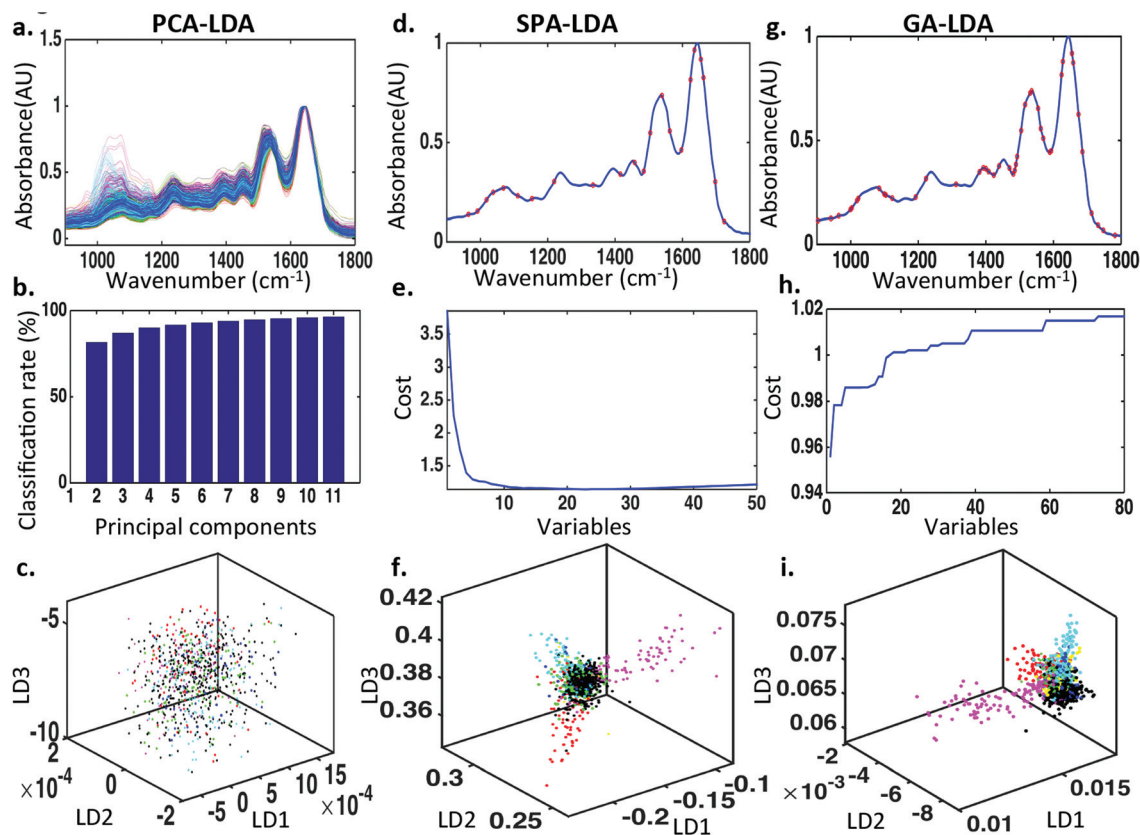 PCA-LDA
SPA-LDA
GA-LDA
a.
Absorbance(AU)
1.5
1
0.5
0
1000 1200 1400 1600 1800
Wavenumber (cm⁻¹)
d.
Absorbance(AU)
1
0.5
0
1000 1200 1400 1600 1800
Wavenumber (cm⁻¹)
g.
Absorbance(AU)
1
0.5
0
1000 1200 1400 1600 1800
Wavenumber (cm⁻¹)
b.
Classification rate (%)
100
50
0
1 2 3 4 5 6 7 8 9 10 11
Principal components
e.
Cost
3.5
3
2.5
2
1.5
0 10 20 30 40 50
Variables
h.
Cost
1.02
1
0.98
0.96
0.94
0 20 40 60 80
Variables
c.
LD3
-5
-10
2
0
-2
×10⁻⁴
LD2
-5 0 5 10 15
×10⁻⁴
LD1
f.
LD3
0.42
0.4
0.38
0.36
0.3
0.25
LD2
-0.2
-0.15
-0.1
LD1
i.
LD3
0.075
0.07
0.065
0.06
-2
-4
-6
-8
×10⁻³
LD2
0.01
0.015
LD1